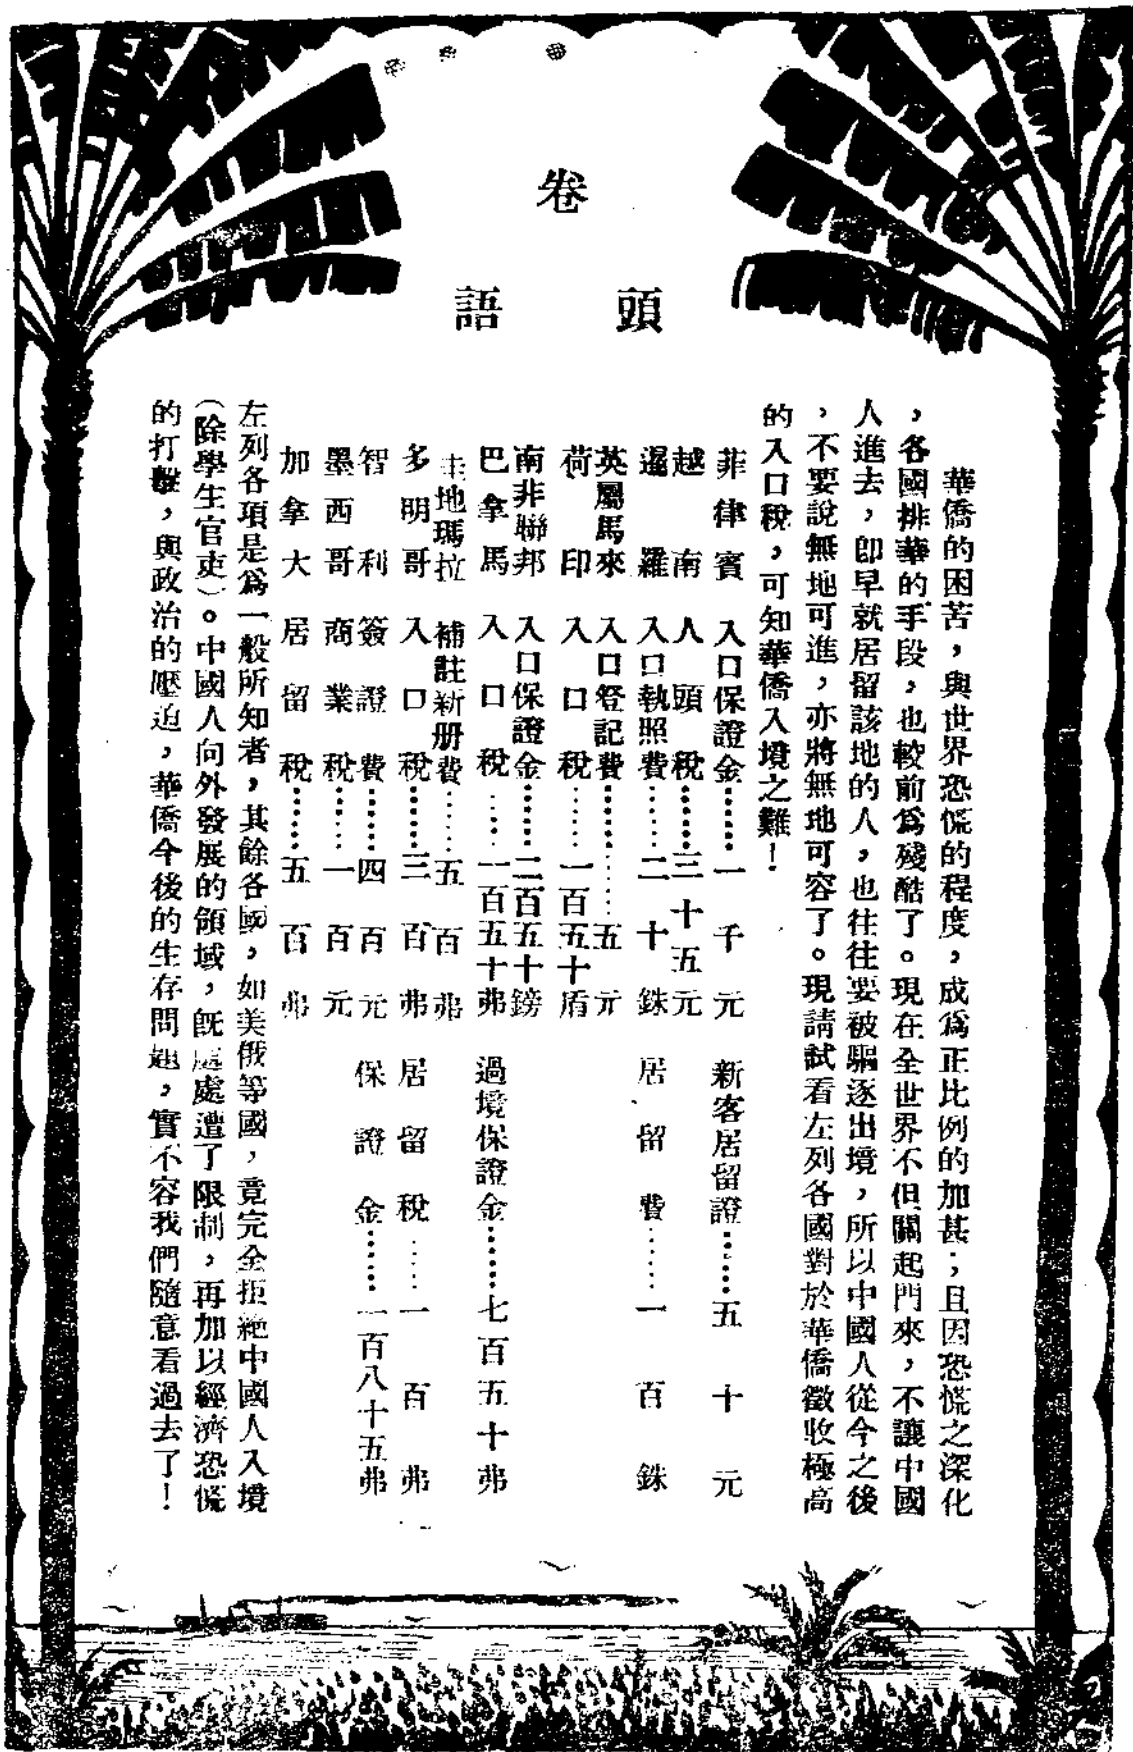 卷
頭
語
華僑的困苦，與世界恐慌的程度，成爲正比例的加甚；且因恐慌之深化
，各國排華的手段，也較前爲殘酷了。現在全世界不但關起門來，不讓中國
人進去，卽早就居留該地的人，也往往要被驅逐出境，所以中國人從今之後
，不要說無地可進，亦將無地可容了。現請試看左列各國對於華僑徵收極高
的入口稅，可知華僑入境之難！
菲律賓 入口保證金……一千元 新客居留證……五十元
越南 人頭稅……三十五元
暹羅 入口執照費……二十銖 居留費……一百銖
英屬馬來 入口登記費……五元
荷印 入口稅……一百五十盾
南非聯邦 入口保證金……二百五十鎊
巴拿馬 入口稅……一百五十弗 過境保證金……七百五十弗
圭地瑪拉 補註新册費……五百弗
多明哥 入口稅……三百弗 居留稅……一百弗
智利 簽證費……四百元 保證金……一百八十五弗
墨西哥 商業稅……一百元
加拿大 居留稅……五百弗
左列各項是爲一般所知者，其餘各國，如美俄等國，竟完全拒絕中國人入境
（除學生官吏）。中國人向外發展的領域，旣處處遭了限制，再加以經濟恐慌
的打擊，與政治的壓迫，華僑今後的生存問題，實不容我們隨意看過去了！